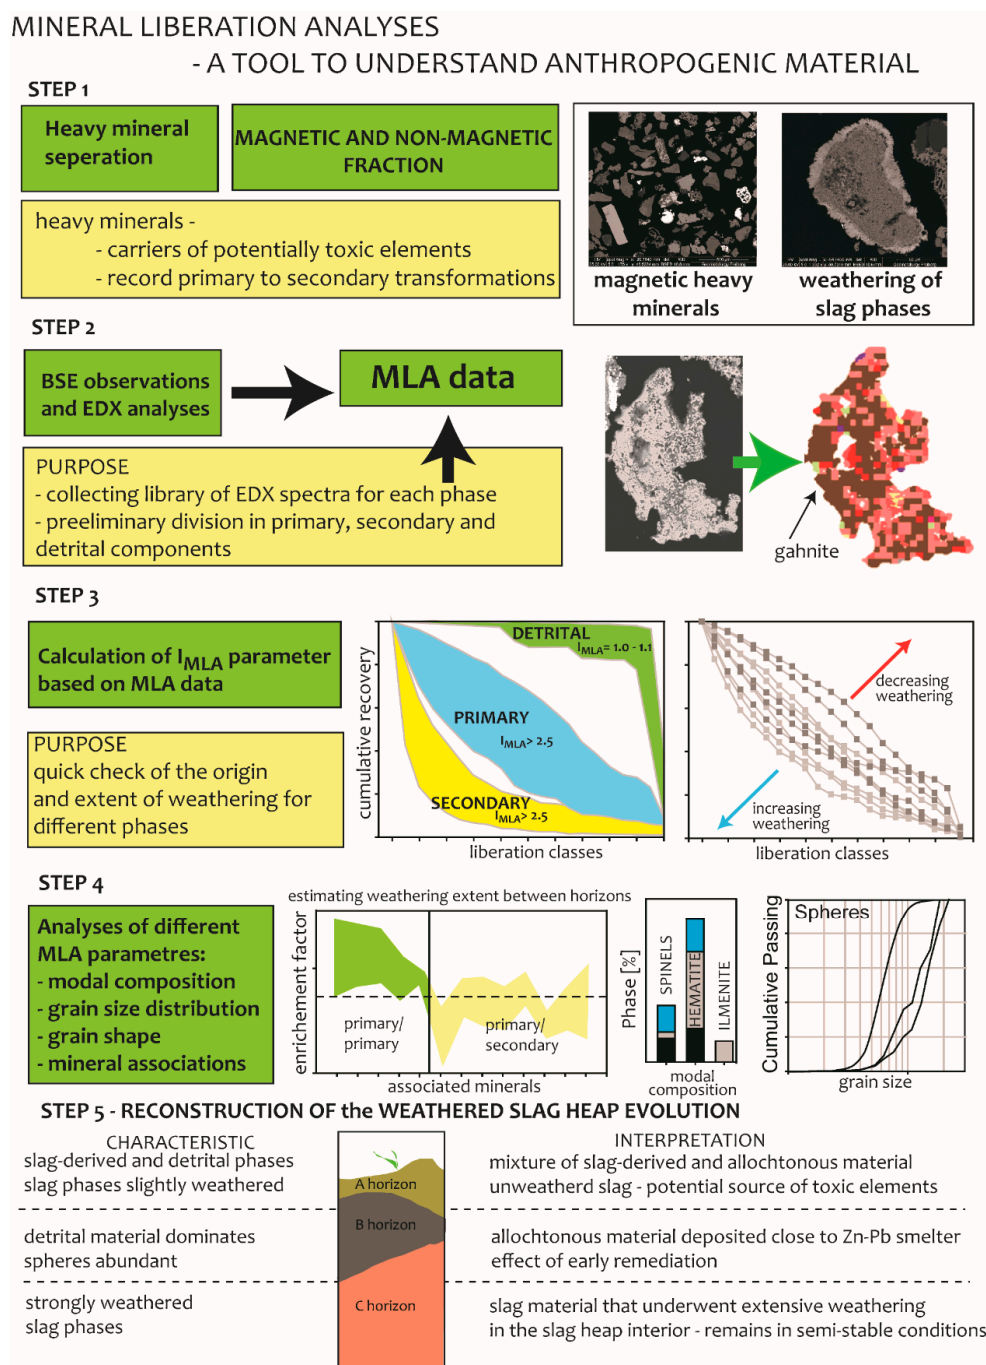 MINERAL LIBERATION ANALYSES
- A TOOL TO UNDERSTAND ANTHROPOGENIC MATERIAL
STEP 1
Heavy mineral
seperation
MAGNETIC AND NON-MAGNETIC
FRACTION
heavy minerals -
- carriers of potentially toxic elements
- record primary to secondary transformations
magnetic heavy
minerals
weathering of
slag phases
STEP 2
BSE observations
and EDX analyses
MLA data
PURPOSE
- collecting library of EDX spectra for each phase
- preeliminary division in primary, secondary and
detrital components
gahnite
STEP 3
Calculation of IMLA parameter
based on MLA data
PURPOSE
quick check of the origin
and extent of weathering for
different phases
cumulative recovery
DETRITAL
IMLA= 1.0 - 1.1
PRIMARY
IMLA> 2.5
SECONDARY
IMLA> 2.5
liberation classes
decreasing
weathering
increasing
weathering
liberation classes
STEP 4
Analyses of different
MLA parametres:
- modal composition
- grain size distribution
- grain shape
- mineral associations
estimating weathering extent between horizons
enrichement factor
primary/
primary
primary/
secondary
associated minerals
Phase [%]
SPINELS
HEMATITE
ILMENITE
modal
composition
Cumulative Passing
Spheres
grain size
STEP 5 - RECONSTRUCTION of the WEATHERED SLAG HEAP EVOLUTION
CHARACTERISTIC
slag-derived and detrital phases
slag phases slightly weathered
A horizon
INTERPRETATION
mixture of slag-derived and allochtonous material
unweatherd slag - potential source of toxic elements
detrital material dominates
spheres abundant
B horizon
allochtonous material deposited close to Zn-Pb smelter
effect of early remediation
strongly weathered
slag phases
C horizon
slag material that underwent extensive weathering
in the slag heap interior - remains in semi-stable conditions